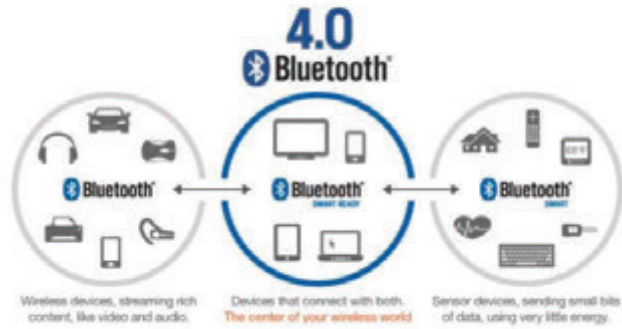 4.0
Bluetooth®
Bluetooth®
Bluetooth®
SMART READY
Bluetooth®
SMART
Wireless devices, streaming rich
content, like video and audio.
Devices that connect with both.
The center of your wireless world
Sensor devices, sending small bits
of data, using very little energy.